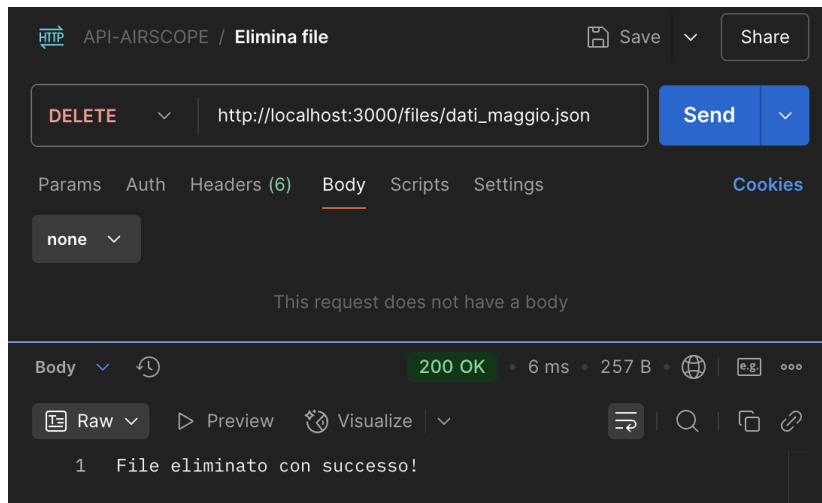 HTTP API-AIRSCOPE / Elimina file Save Share
DELETE http://localhost:3000/files/dati_maggio.json Send
Params Auth Headers (6) Body Scripts Settings Cookies
none
This request does not have a body
Body 200 OK • 6 ms • 257 B • e.g.
Raw Preview Visualize
1 File eliminato con successo!